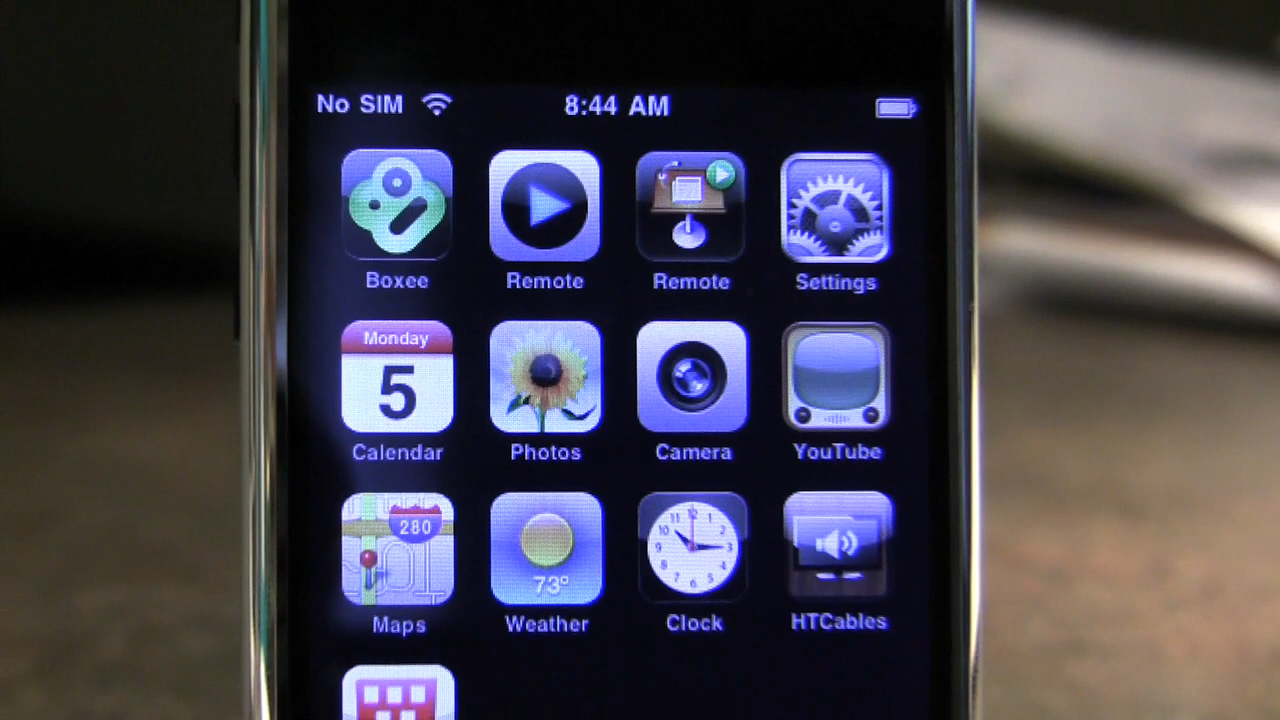 No SIM 8:44 AM
Boxee Remote Remote Settings
Monday
5
Calendar Photos Camera YouTube
280
73°
Maps Weather Clock HTCables